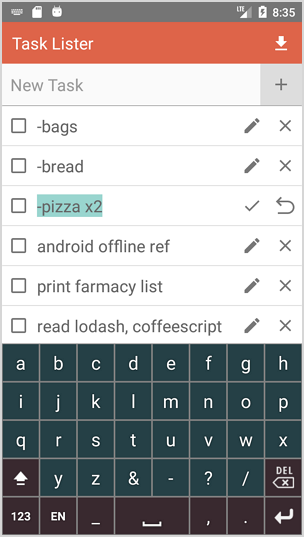 LTE 8:35
Task Lister
New Task +
-bags
-bread
-pizza x2
android offline ref
print farmacy list
read lodash, coffeescript
a b c d e f g h
i j k l m n o p
q r s t u v w x
y z & - ? / DEL
123 EN _ , .